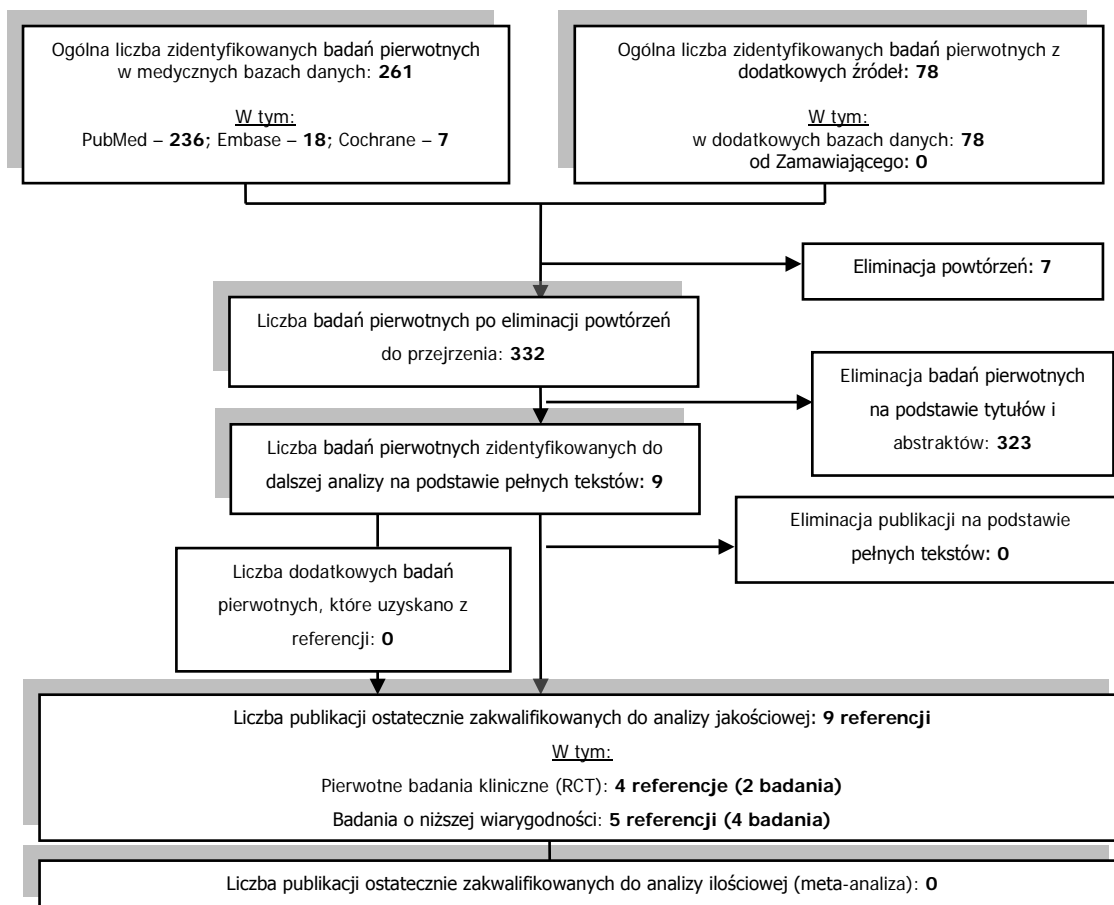 Ogólna liczba zidentyfikowanych badań pierwotnych
w medycznych bazach danych: 261
W tym:
PubMed – 236; Embase – 18; Cochrane – 7
Ogólna liczba zidentyfikowanych badań pierwotnych z
dodatkowych źródeł: 78
W tym:
w dodatkowych bazach danych: 78
od Zamawiającego: 0
Eliminacja powtórzeń: 7
Liczba badań pierwotnych po eliminacji powtórzeń
do przejrzenia: 332
Eliminacja badań pierwotnych
na podstawie tytułów i
abstraktów: 323
Liczba badań pierwotnych zidentyfikowanych do
dalszej analizy na podstawie pełnych tekstów: 9
Eliminacja publikacji na podstawie
pełnych tekstów: 0
Liczba dodatkowych badań
pierwotnych, które uzyskano z
referencji: 0
Liczba publikacji ostatecznie zakwalifikowanych do analizy jakościowej: 9 referencji
W tym:
Pierwotne badania kliniczne (RCT): 4 referencje (2 badania)
Badania o niższej wiarygodności: 5 referencji (4 badania)
Liczba publikacji ostatecznie zakwalifikowanych do analizy ilościowej (meta-analiza): 0